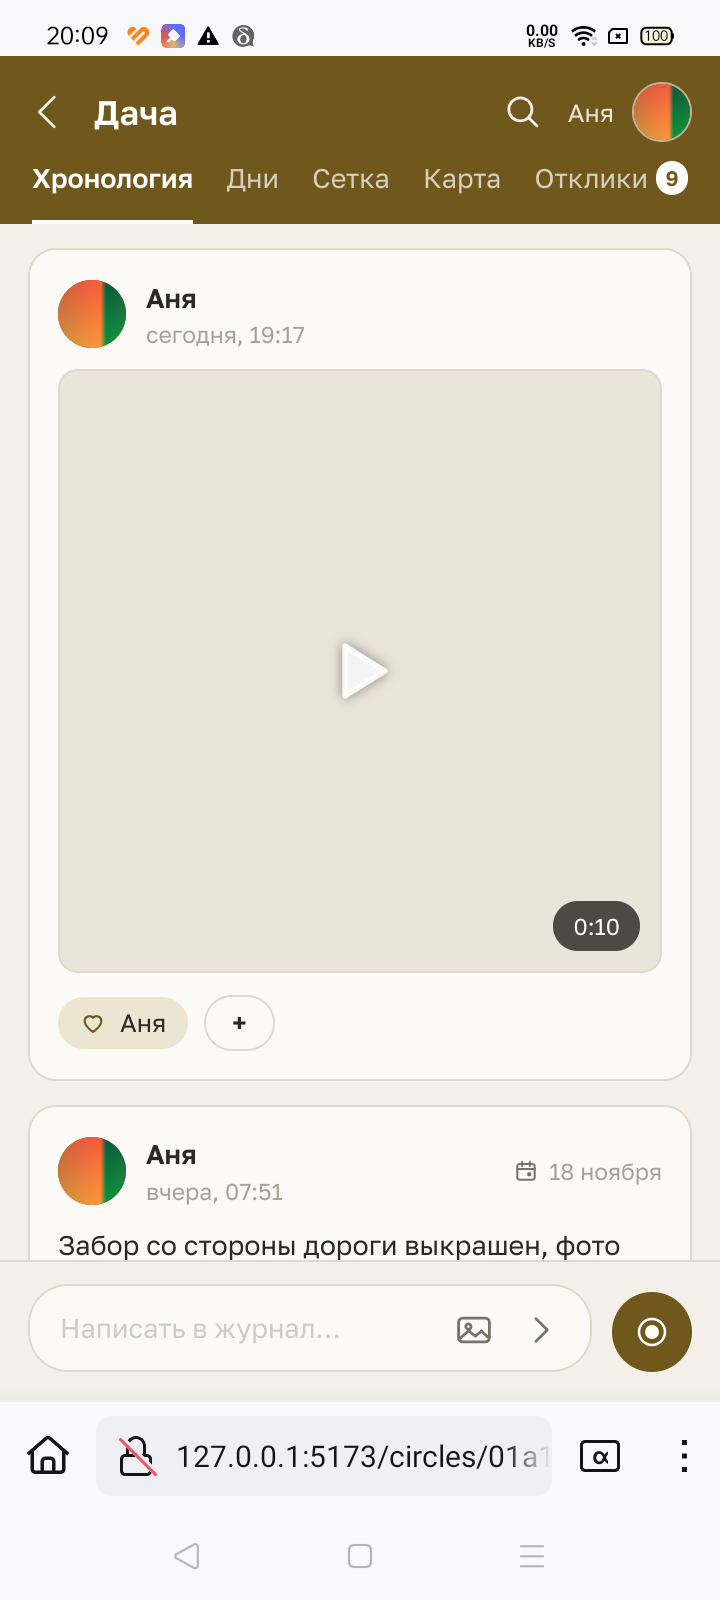 20:09
0.00
KB/S
100
Дача
Аня
Хронология Дни Сетка Карта Отклики 9
Аня
сегодня, 19:17
0:10
Аня
+
Аня
18 ноября
вчера, 07:51
Забор со стороны дороги выкрашен, фото
Написать в журнал...
127.0.0.1:5173/circles/01a1
α